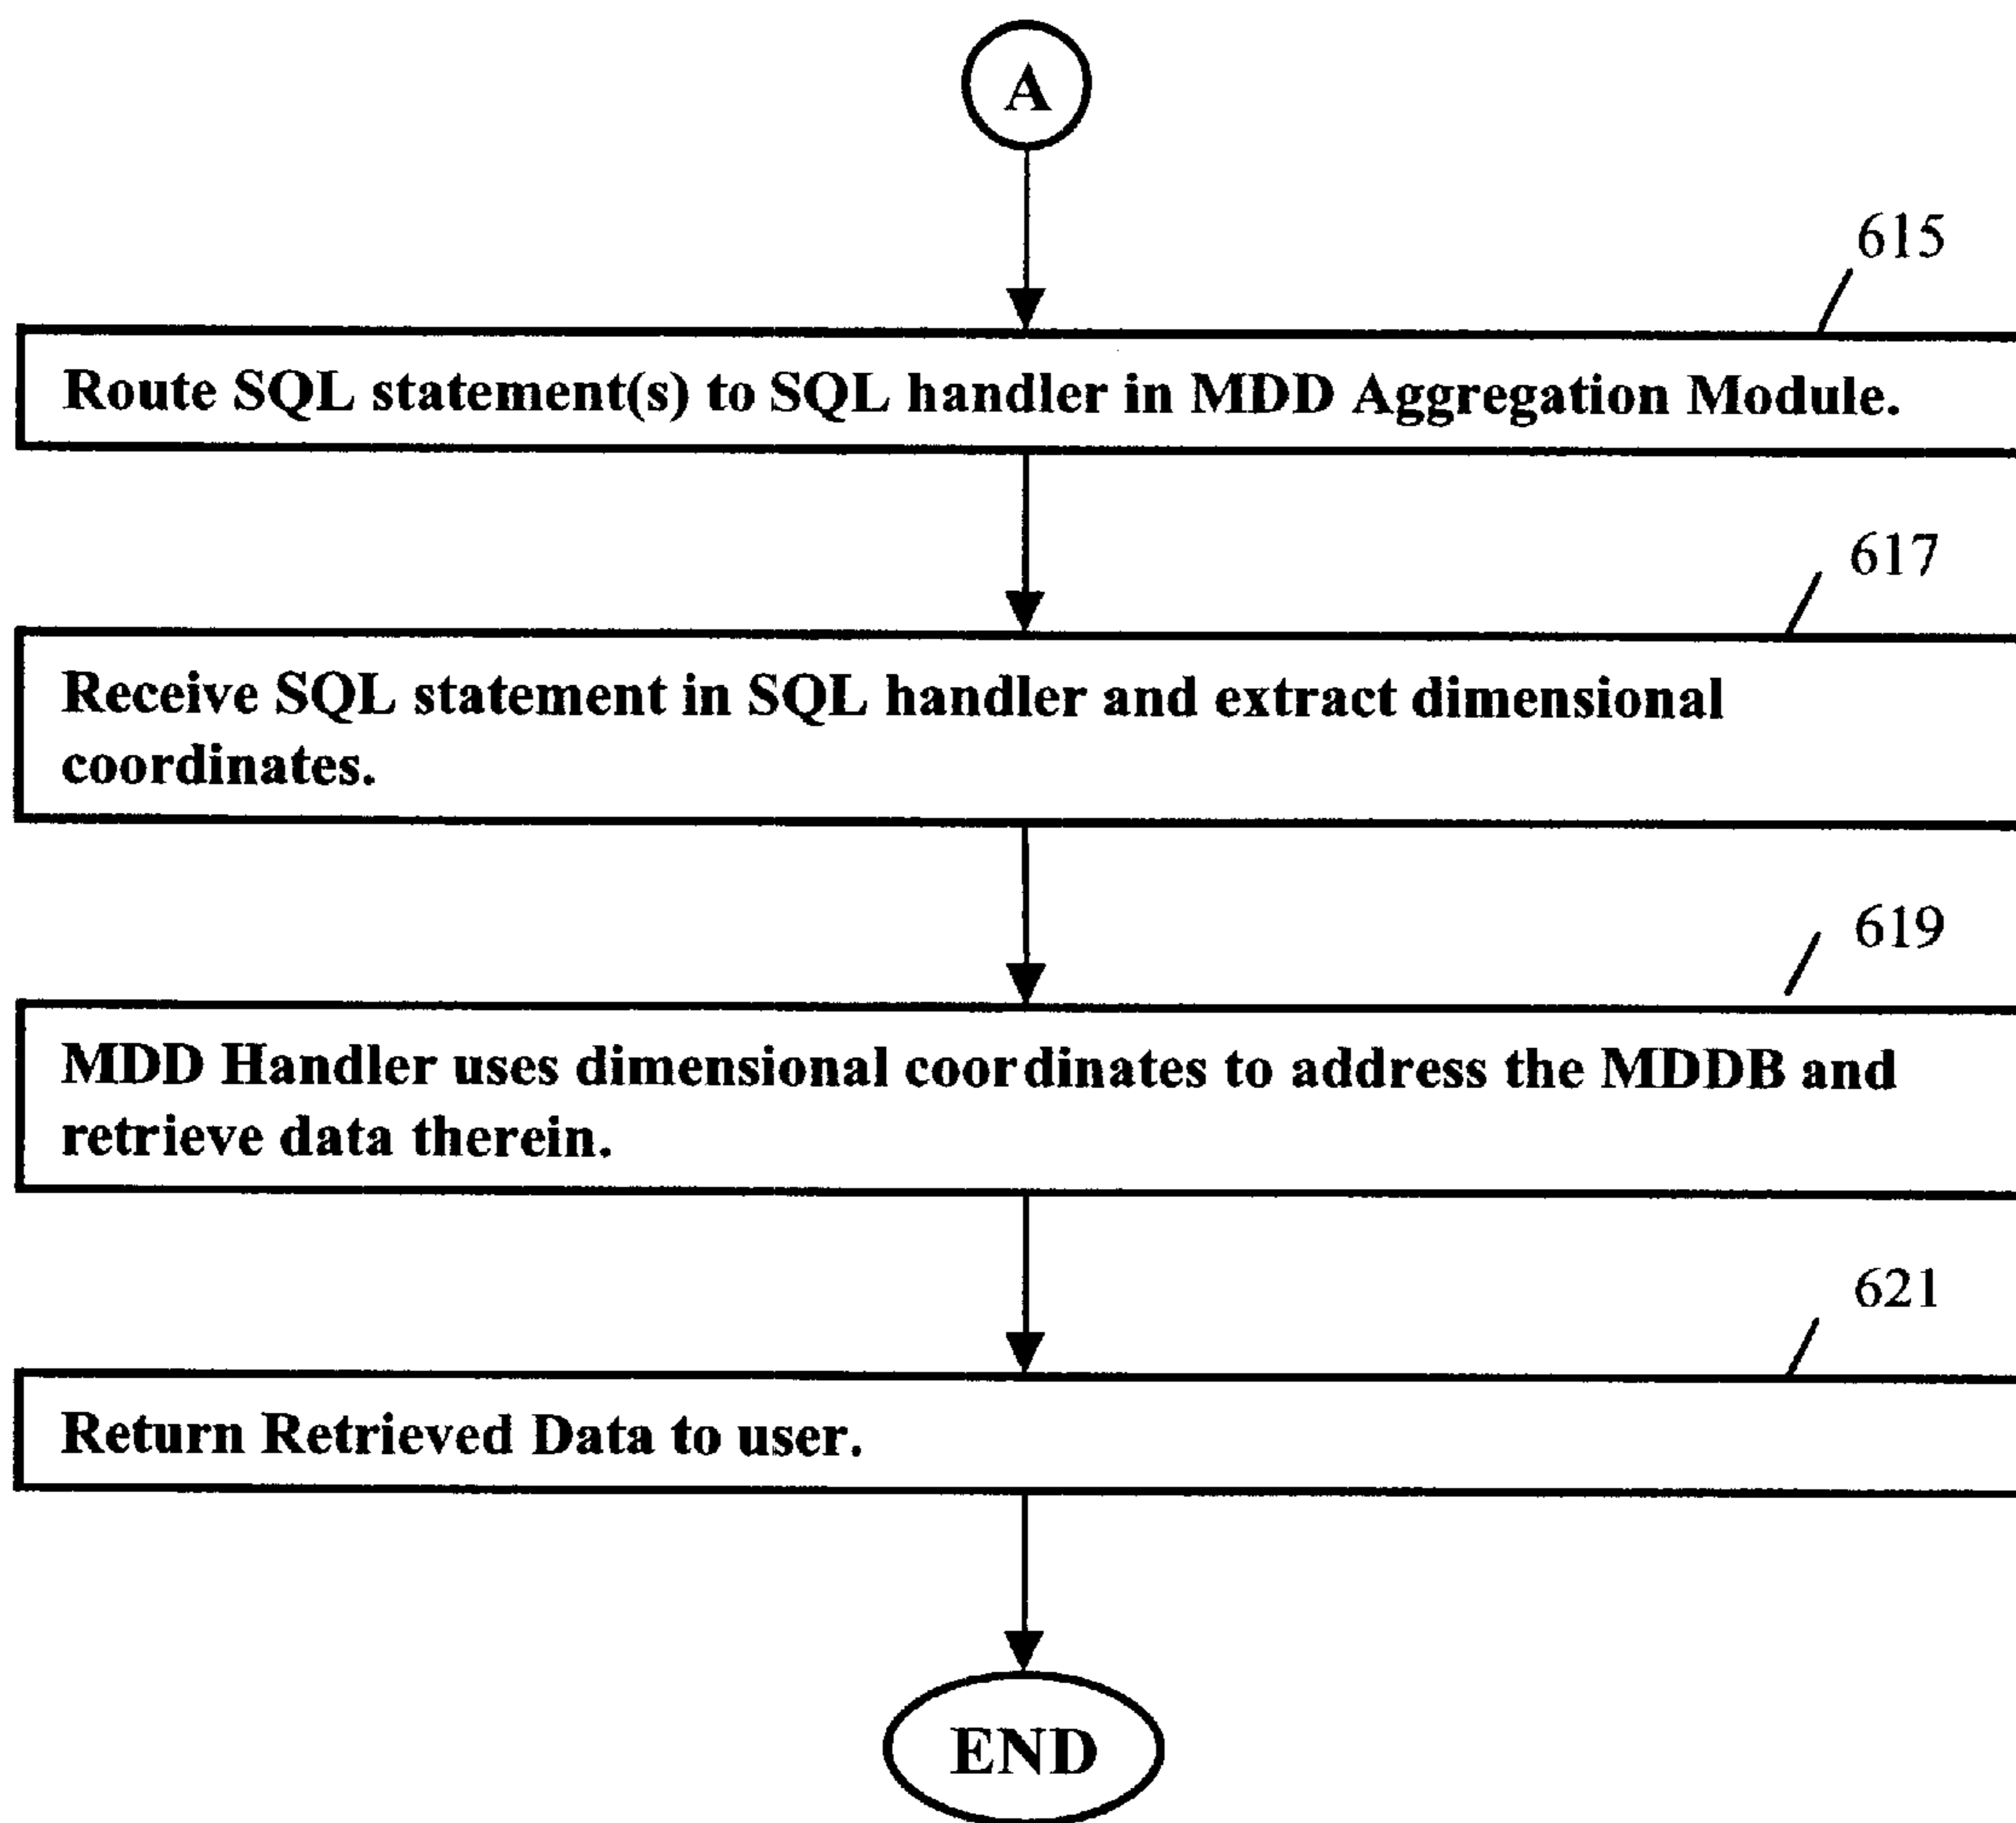 A
615
Route SQL statement(s) to SQL handler in MDD Aggregation Module.
617
Receive SQL statement in SQL handler and extract dimensional
coordinates.
619
MDD Handler uses dimensional coordinates to address the MDDB and
retrieve data therein.
621
Return Retrieved Data to user.
END